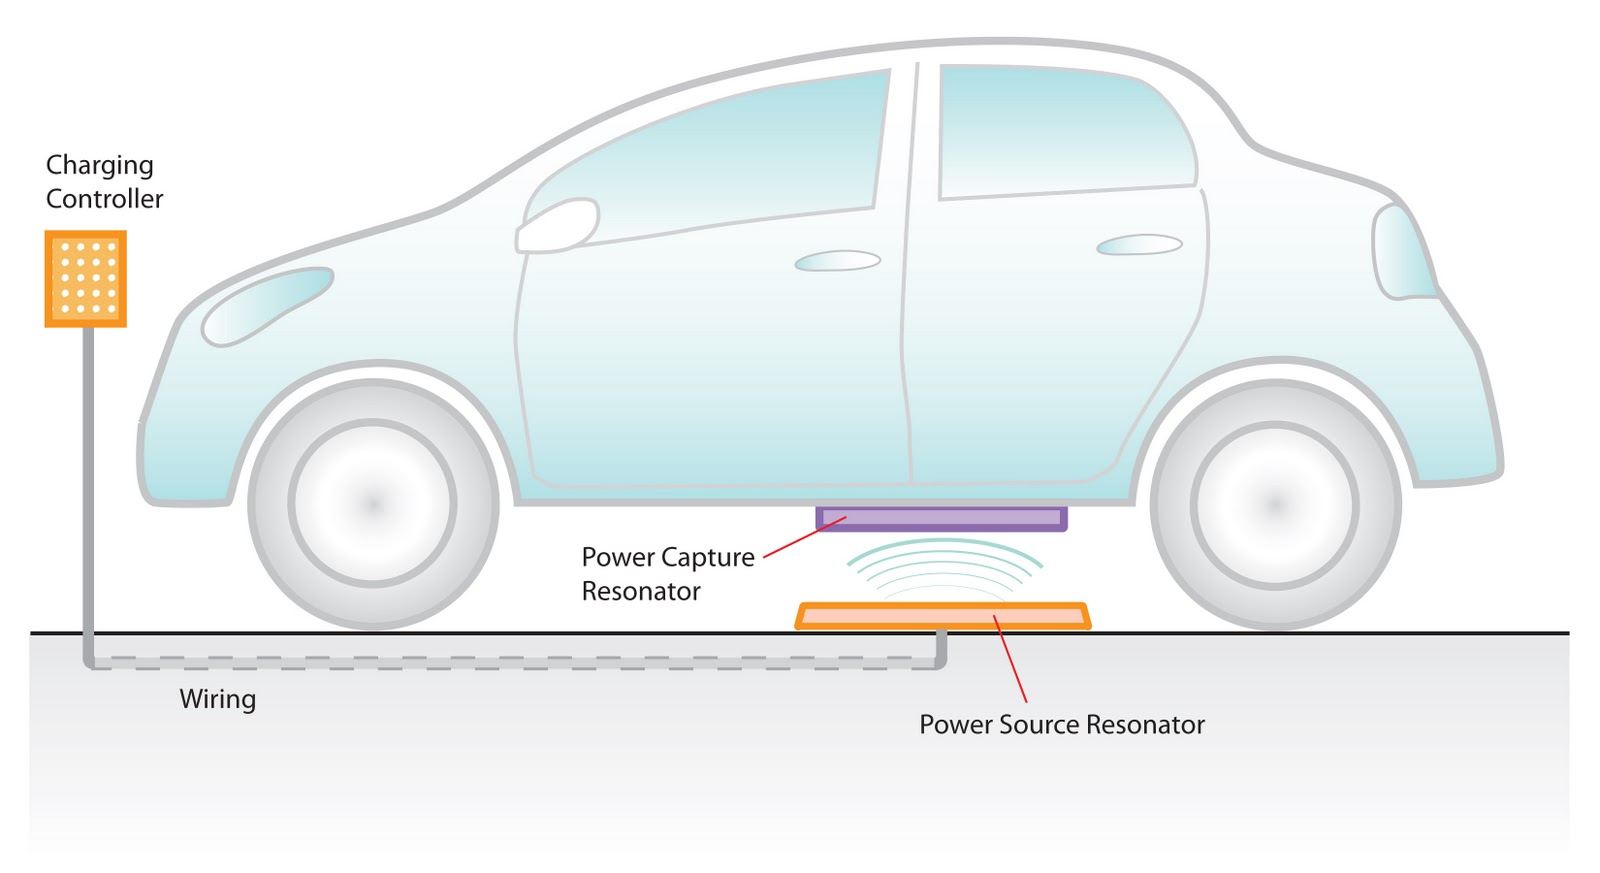 Charging
Controller
Power Capture
Resonator
Wiring
Power Source Resonator